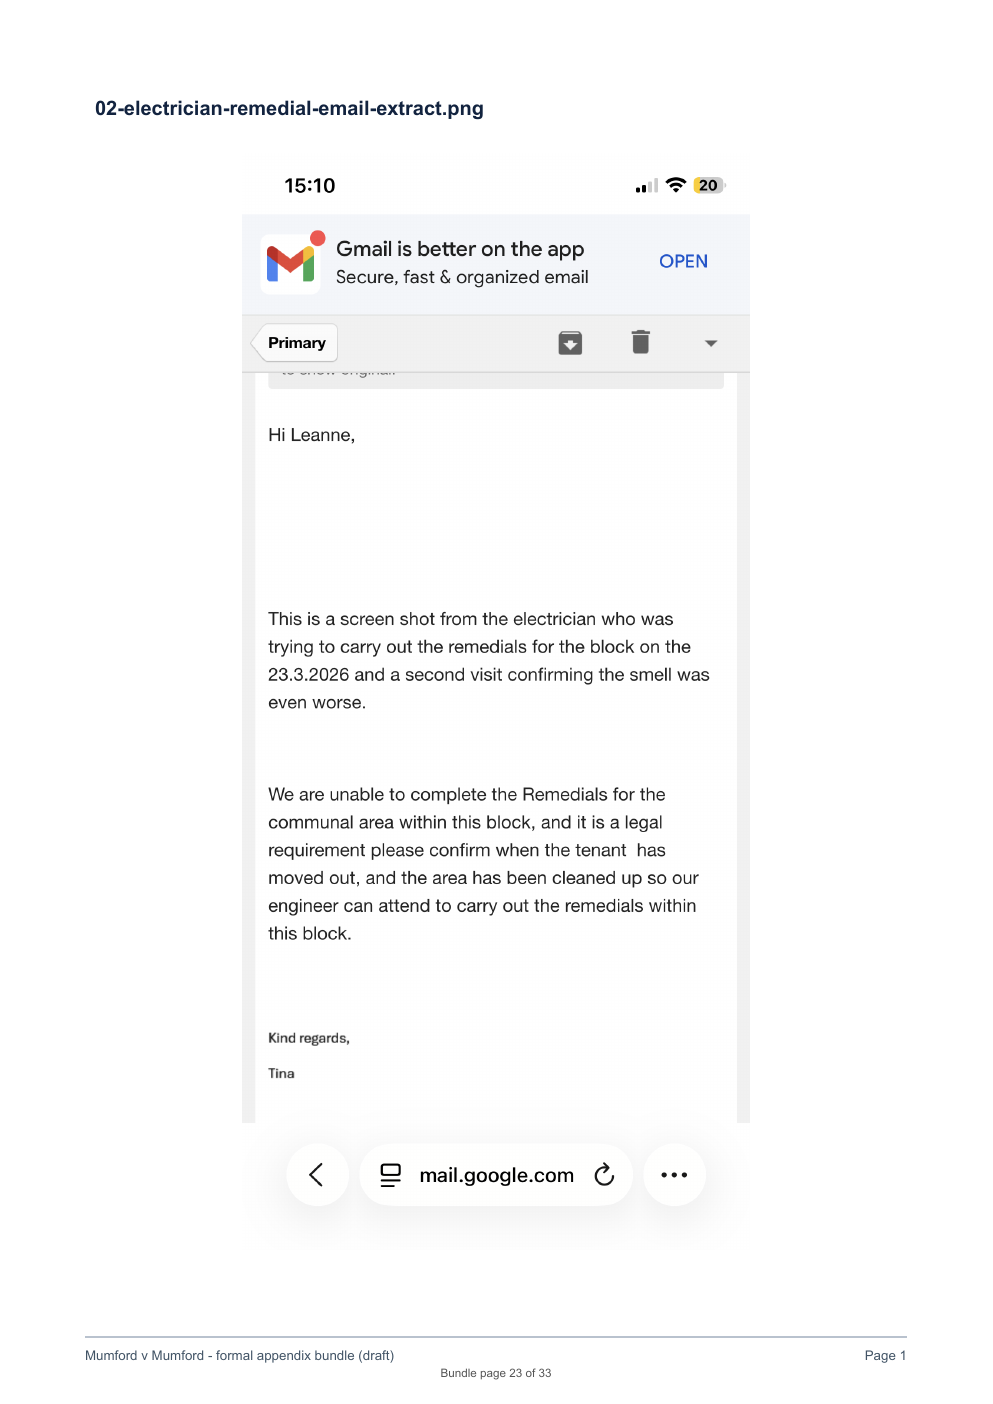 02-electrician-remedial-email-extract.png
15:10
20
Gmail is better on the app
Secure, fast & organized email
OPEN
Primary
to show original.
Hi Leanne,
This is a screen shot from the electrician who was
trying to carry out the remedials for the block on the
23.3.2026 and a second visit confirming the smell was
even worse.
We are unable to complete the Remedials for the
communal area within this block, and it is a legal
requirement please confirm when the tenant  has
moved out, and the area has been cleaned up so our
engineer can attend to carry out the remedials within
this block.
Kind regards,
Tina
mail.google.com
Mumford v Mumford - formal appendix bundle (draft)
Page 1
Bundle page 23 of 33